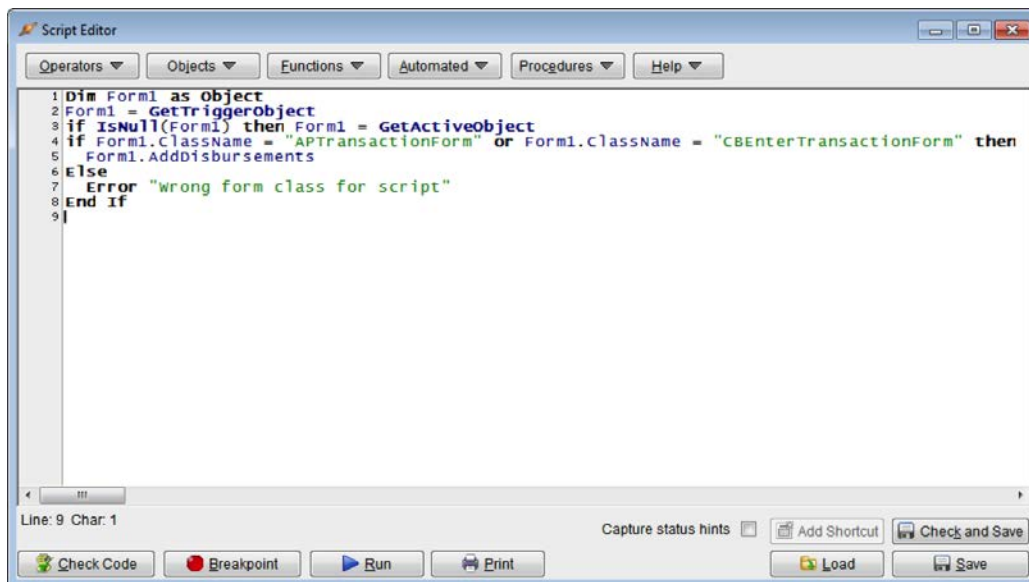 Script Editor
Operators Objects Functions Automated Procedures Help
1 Dim Form1 as Object
2 Form1 = GetTriggerObject
3 if IsNull(Form1) then Form1 = GetActiveObject
4 if Form1.ClassName = "APTransactionForm" or Form1.ClassName = "CBEnterTransactionForm" then
5 Form1.AddDisbursements
6 Else
7 Error "Wrong form class for script"
8 End If
9
Line: 9 Char: 1
Capture status hints Add Shortcut Check and Save
Check Code Breakpoint Run Print Load Save